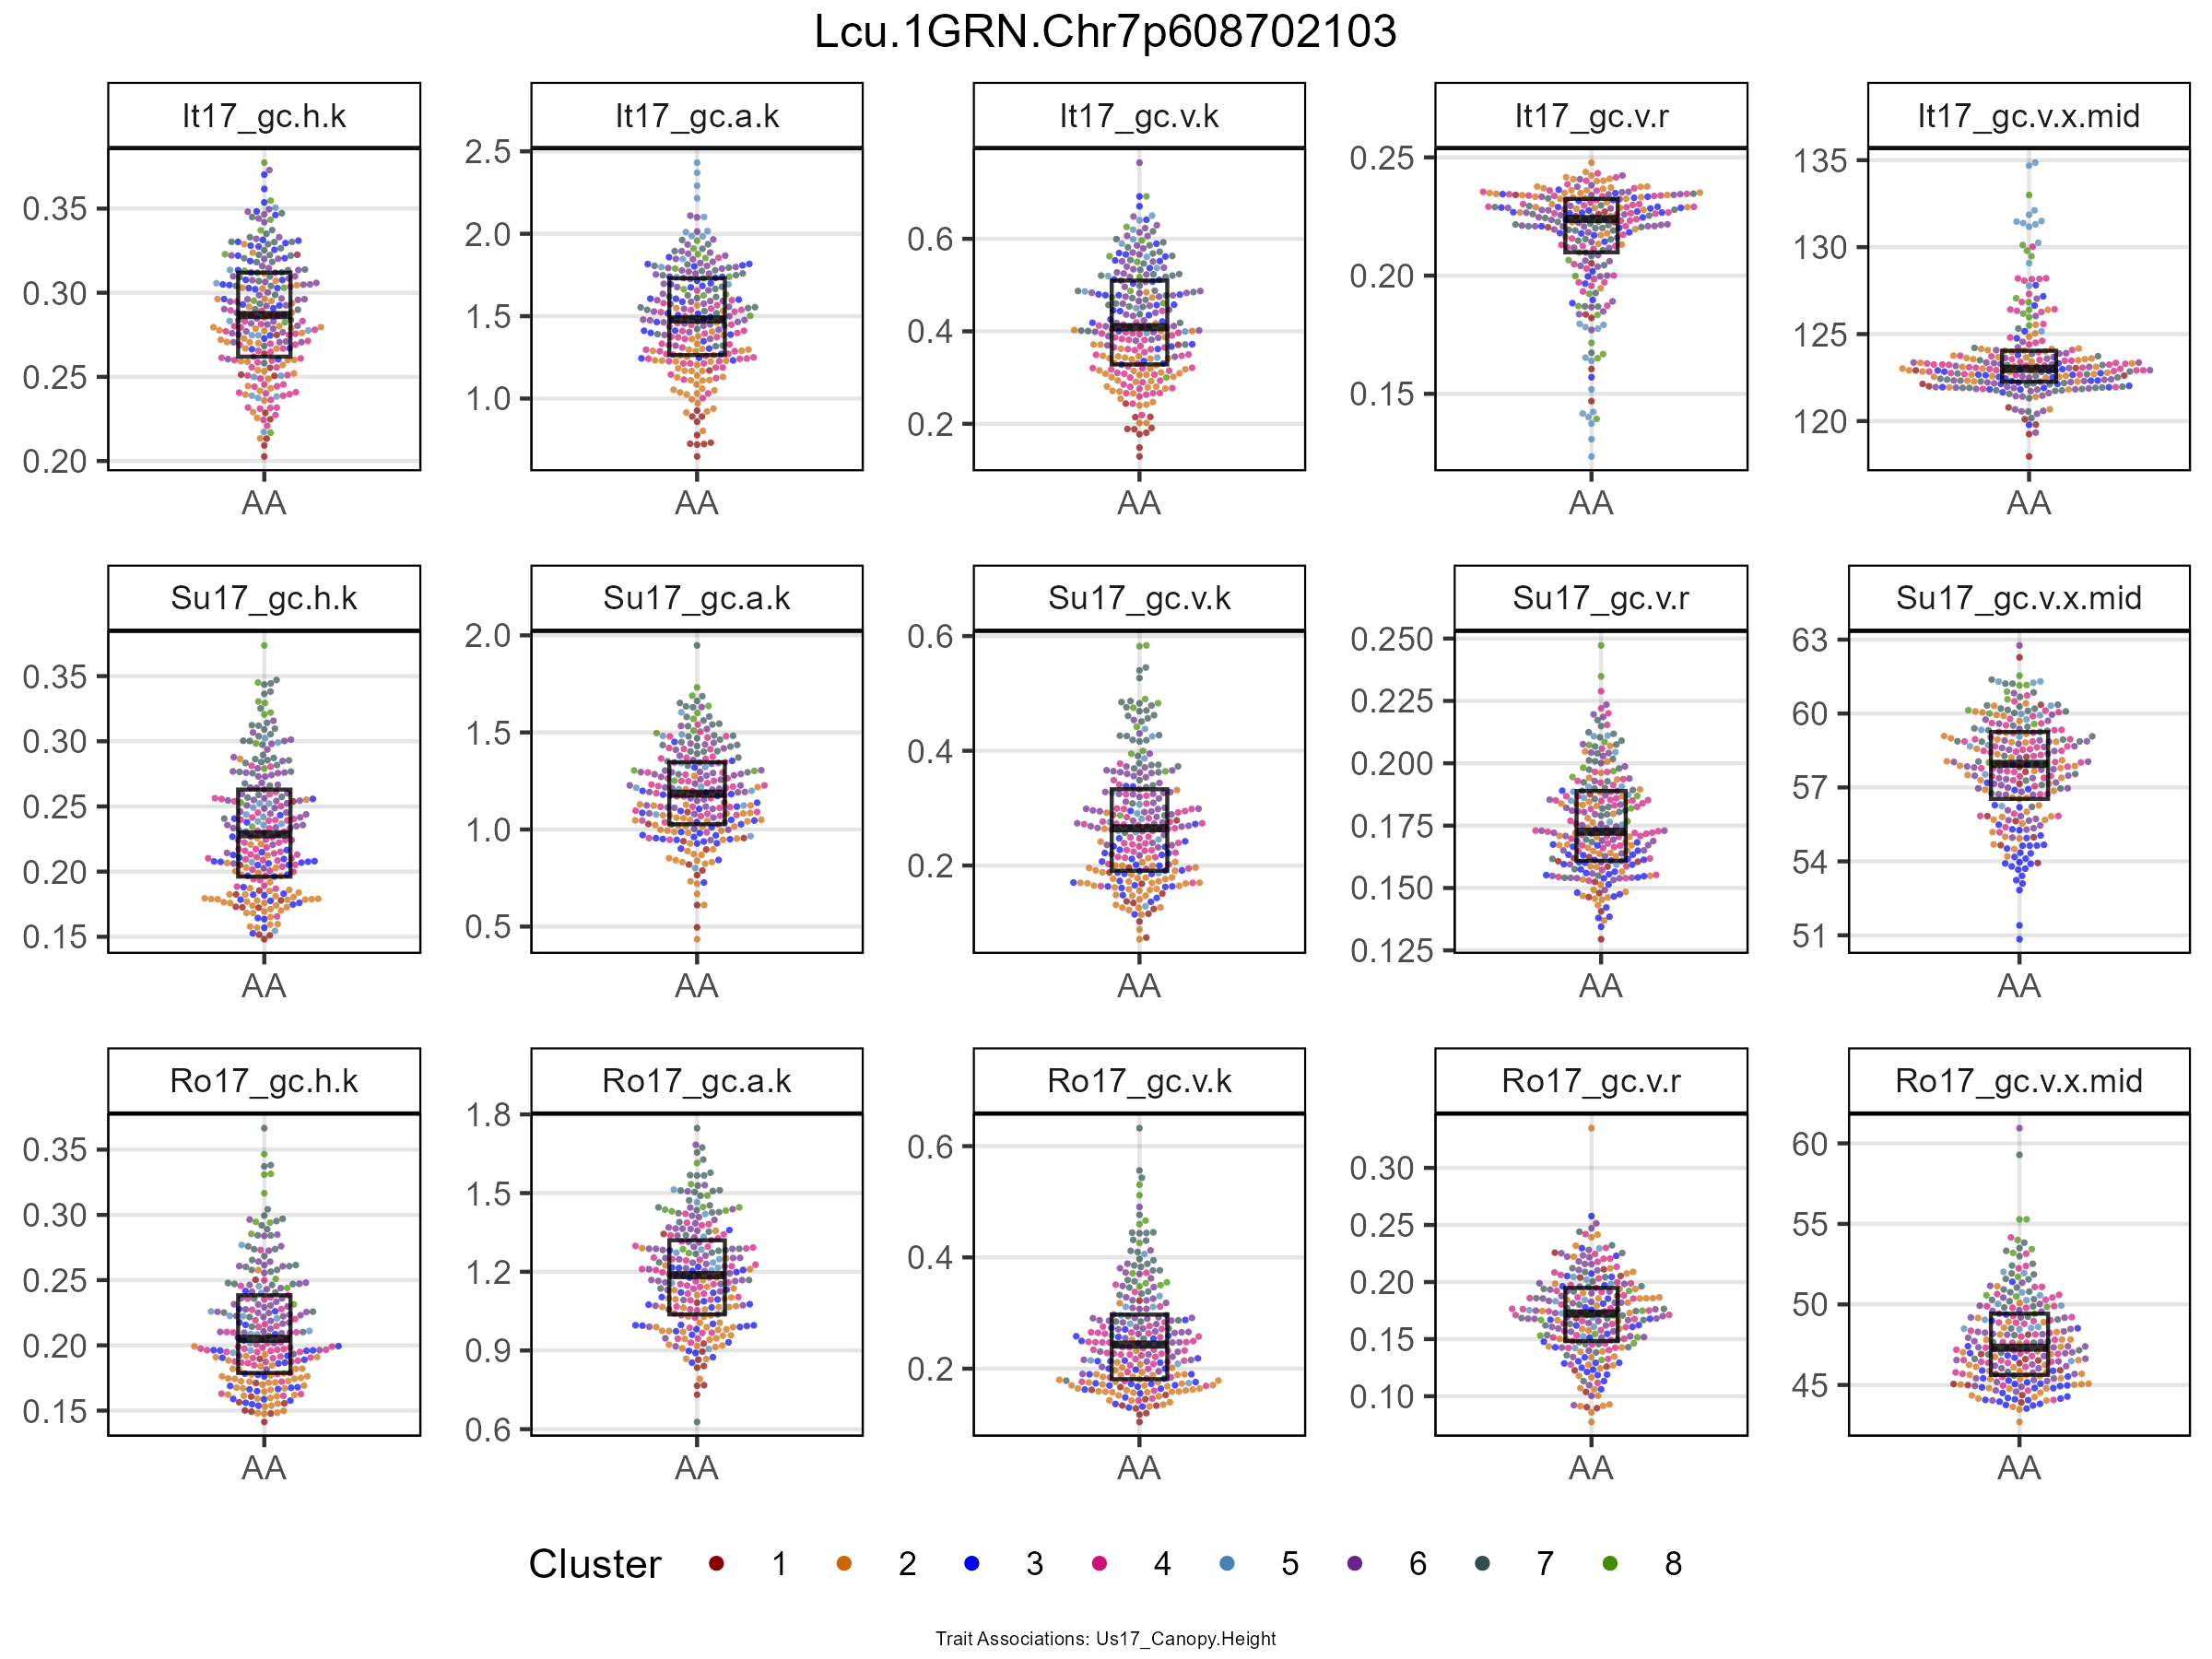 Lcu.1GRN.Chr7p608702103
It17_gc.h.k It17_gc.a.k It17_gc.v.k It17_gc.v.r It17_gc.v.x.mid
0.35 0.30 0.25 0.20
2.5 2.0 1.5 1.0
0.6 0.4 0.2
0.25 0.20 0.15
135 130 125 120
AA AA AA AA AA
Su17_gc.h.k Su17_gc.a.k Su17_gc.v.k Su17_gc.v.r Su17_gc.v.x.mid
0.35 0.30 0.25 0.20 0.15
2.0 1.5 1.0 0.5
0.6 0.4 0.2
0.250 0.225 0.200 0.175 0.150 0.125
63 60 57 54 51
AA AA AA AA AA
Ro17_gc.h.k Ro17_gc.a.k Ro17_gc.v.k Ro17_gc.v.r Ro17_gc.v.x.mid
0.35 0.30 0.25 0.20 0.15
1.8 1.5 1.2 0.9 0.6
0.6 0.4 0.2
0.30 0.25 0.20 0.15 0.10
60 55 50 45
AA AA AA AA AA
Cluster 1 2 3 4 5 6 7 8
Trait Associations: Us17_Canopy.Height